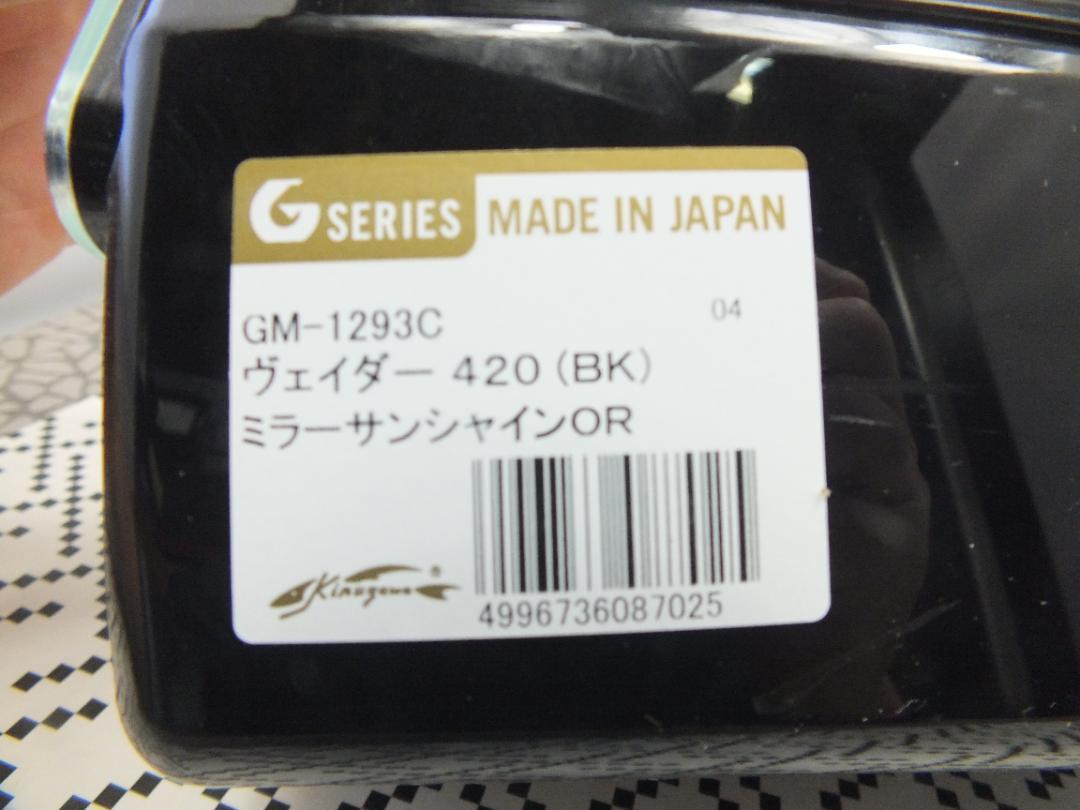 G SERIES MADE IN JAPAN
GM-1293C 04
ヴェイダー 420 (BK)
ミラーサンシャインOR
Kinugawa ®
4996736087025